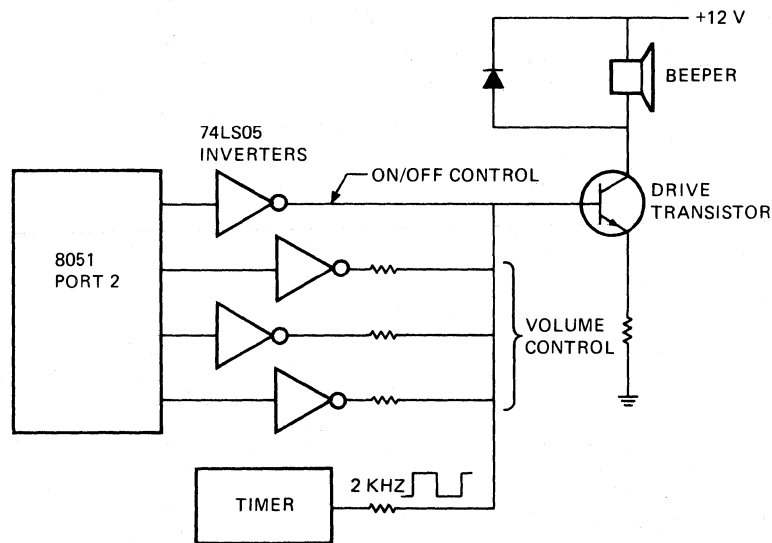 +12 V
BEEPER
74LS05
INVERTERS
ON/OFF CONTROL
DRIVE
TRANSISTOR
8051
PORT 2
VOLUME
CONTROL
2 KHZ
TIMER